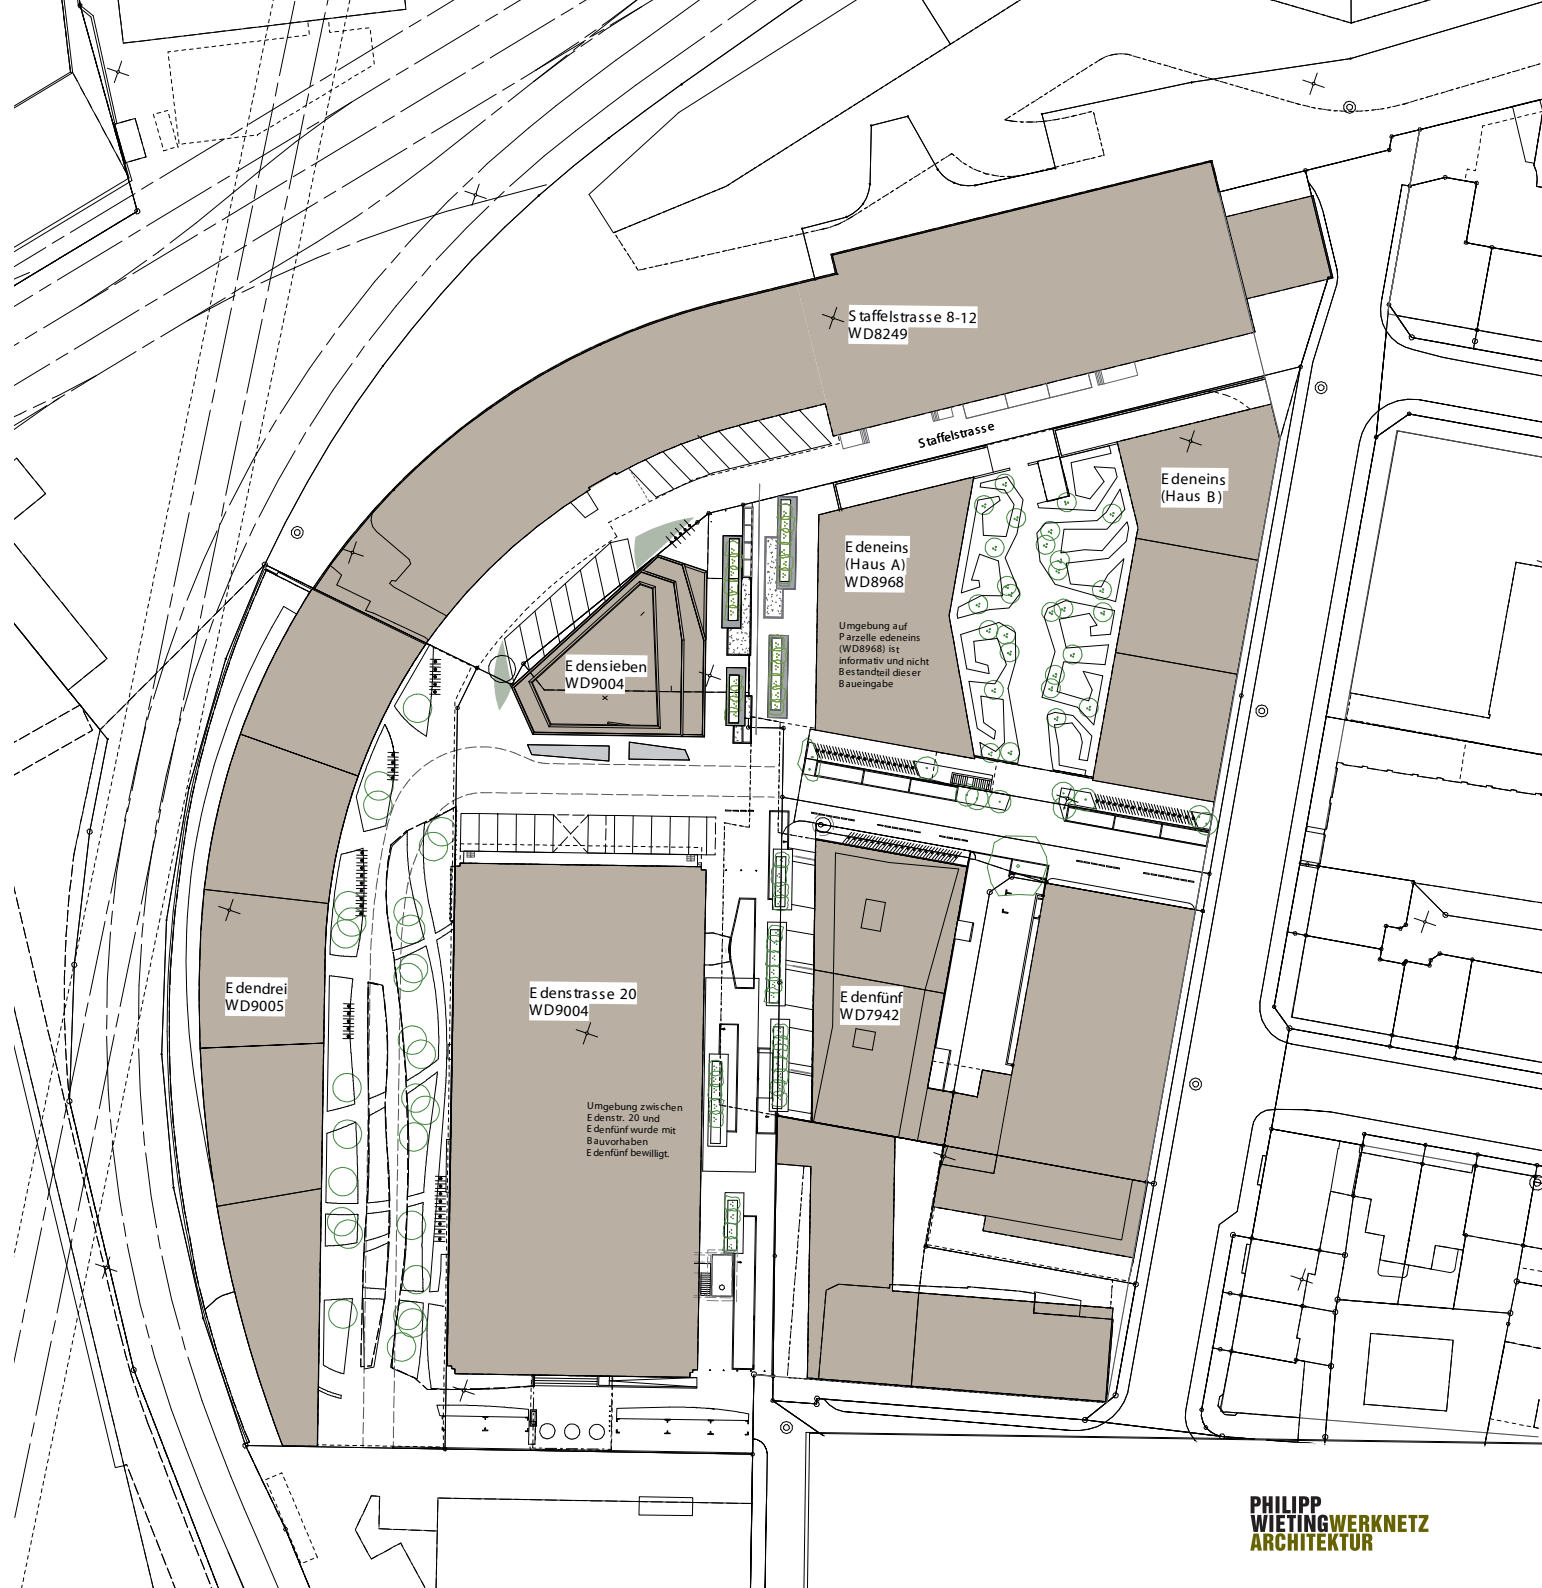 Staffelstrasse 8-12
WD8249
Staffelstrasse
Edeneins
(Haus B)
Edeneins
(Haus A)
WD8968
Umgebung auf
Parzelle edeneins
(WD8968) ist
informativ und nicht
Bestandteil dieser
Baueingabe
Edensieben
WD9004
Edendrei
WD9005
Edenstrasse 20
WD9004
Edenfünf
WD7942
Umgebung zwischen
Edenstr. 20 und
Edenfünf wurde mit
Bauvorhaben
Edenfünf bewilligt.
PHILIPP
WIETINGWERKNETZ
ARCHITEKTUR